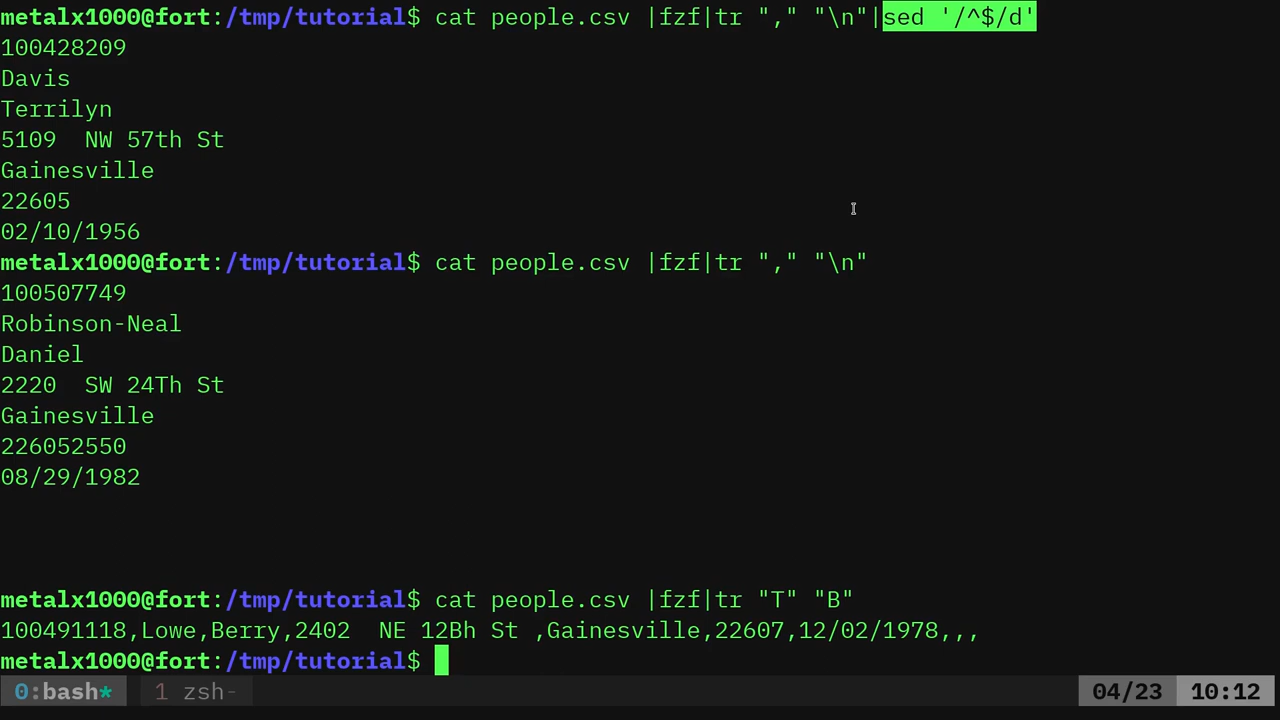 metalx1000@fort:/tmp/tutorial$ cat people.csv |fzf|tr "," "\n"|sed '/^$/d'
100428209
Davis
Terrilyn
5109  NW 57th St
Gainesville
22605
02/10/1956
metalx1000@fort:/tmp/tutorial$ cat people.csv |fzf|tr "," "\n"
100507749
Robinson-Neal
Daniel
2220  SW 24Th St
Gainesville
226052550
08/29/1982
metalx1000@fort:/tmp/tutorial$ cat people.csv |fzf|tr "T" "B"
100491118,Lowe,Berry,2402  NE 12Bh St ,Gainesville,22607,12/02/1978,,,
metalx1000@fort:/tmp/tutorial$
0:bash* 1 zsh- 04/23 10:12